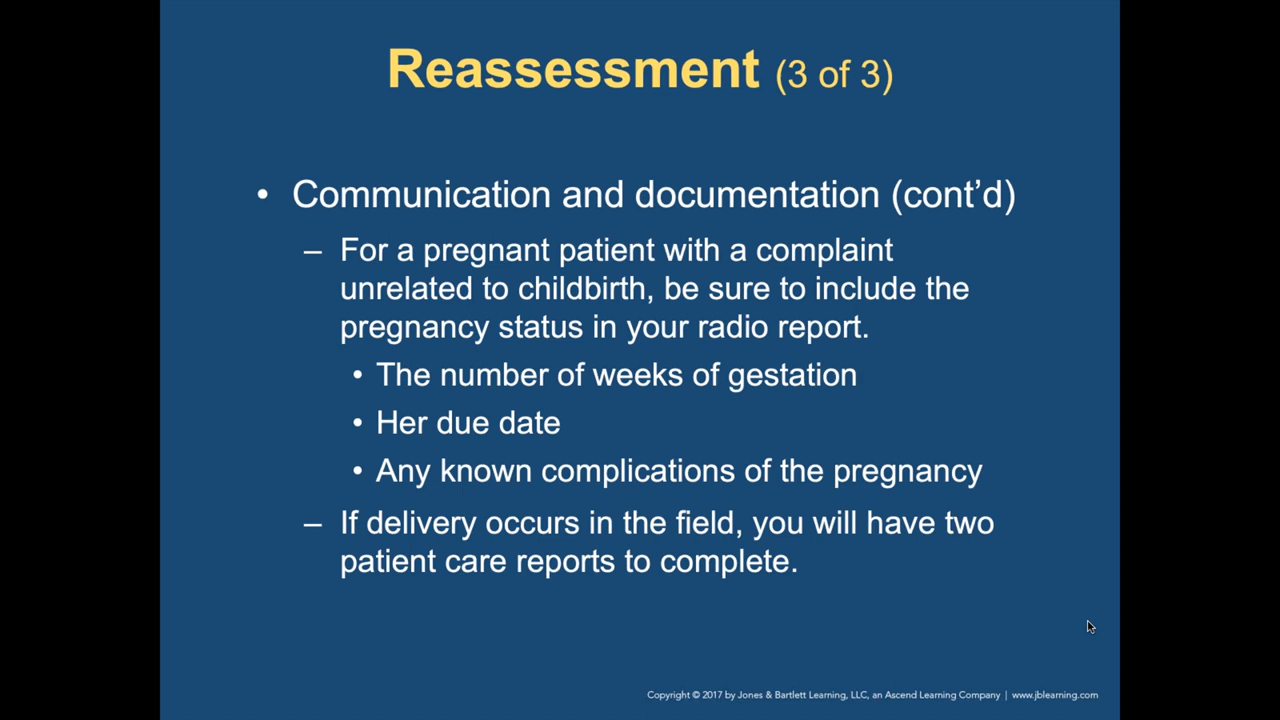 Reassessment (3 of 3)
• Communication and documentation (cont’d)
– For a pregnant patient with a complaint
unrelated to childbirth, be sure to include the
pregnancy status in your radio report.
• The number of weeks of gestation
• Her due date
• Any known complications of the pregnancy
– If delivery occurs in the field, you will have two
patient care reports to complete.
Copyright © 2017 by Jones & Bartlett Learning, LLC, an Ascend Learning Company | www.jblearning.com